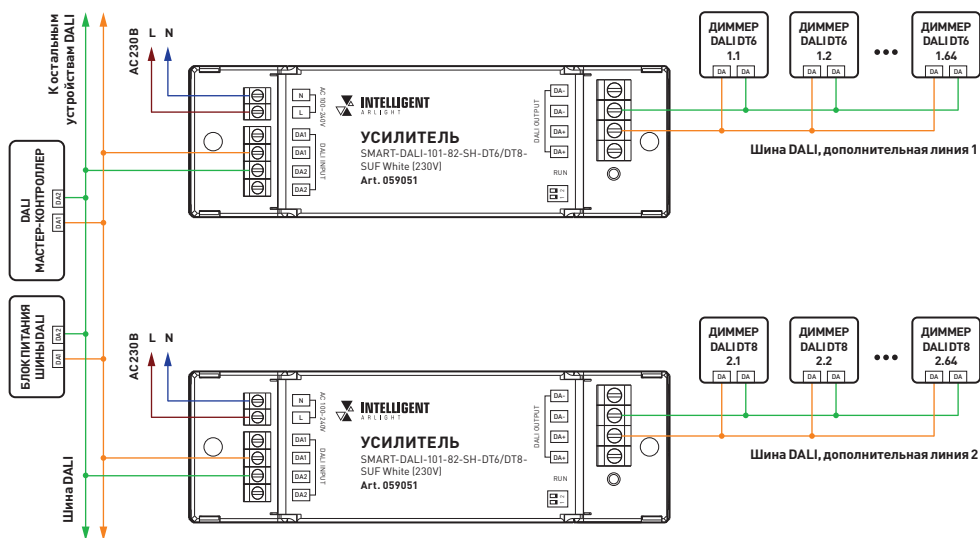 К остальным
устройствам DALI
AC230В
L N
DALI
МАСТЕР-КОНТРОЛЛЕР
DA2
DA1
БЛОК ПИТАНИЯ
ШИНЫ DALI
DA2
DA1
Шина DALI
N
L
AC 100-240V
DA1
DA1
DA2
DA2
DALI INPUT
INTELLIGENT
ARLIGHT
УСИЛИТЕЛЬ
SMART-DALI-101-82-SH-DT6/DT8-
SUF White (230V)
Art. 059051
DALI OUTPUT
DA-
DA-
DA+
DA+
RUN
1 2
ДИММЕР
DALI DT6
1.1
DA DA
ДИММЕР
DALI DT6
1.2
DA DA
•••
ДИММЕР
DALI DT6
1.64
DA DA
Шина DALI, дополнительная линия 1
AC230В
L N
N
L
AC 100-240V
DA1
DA1
DA2
DA2
DALI INPUT
INTELLIGENT
ARLIGHT
УСИЛИТЕЛЬ
SMART-DALI-101-82-SH-DT6/DT8-
SUF White (230V)
Art. 059051
DALI OUTPUT
DA-
DA-
DA+
DA+
RUN
1 2
ДИММЕР
DALI DT8
2.1
DA DA
ДИММЕР
DALI DT8
2.2
DA DA
•••
ДИММЕР
DALI DT8
2.64
DA DA
Шина DALI, дополнительная линия 2